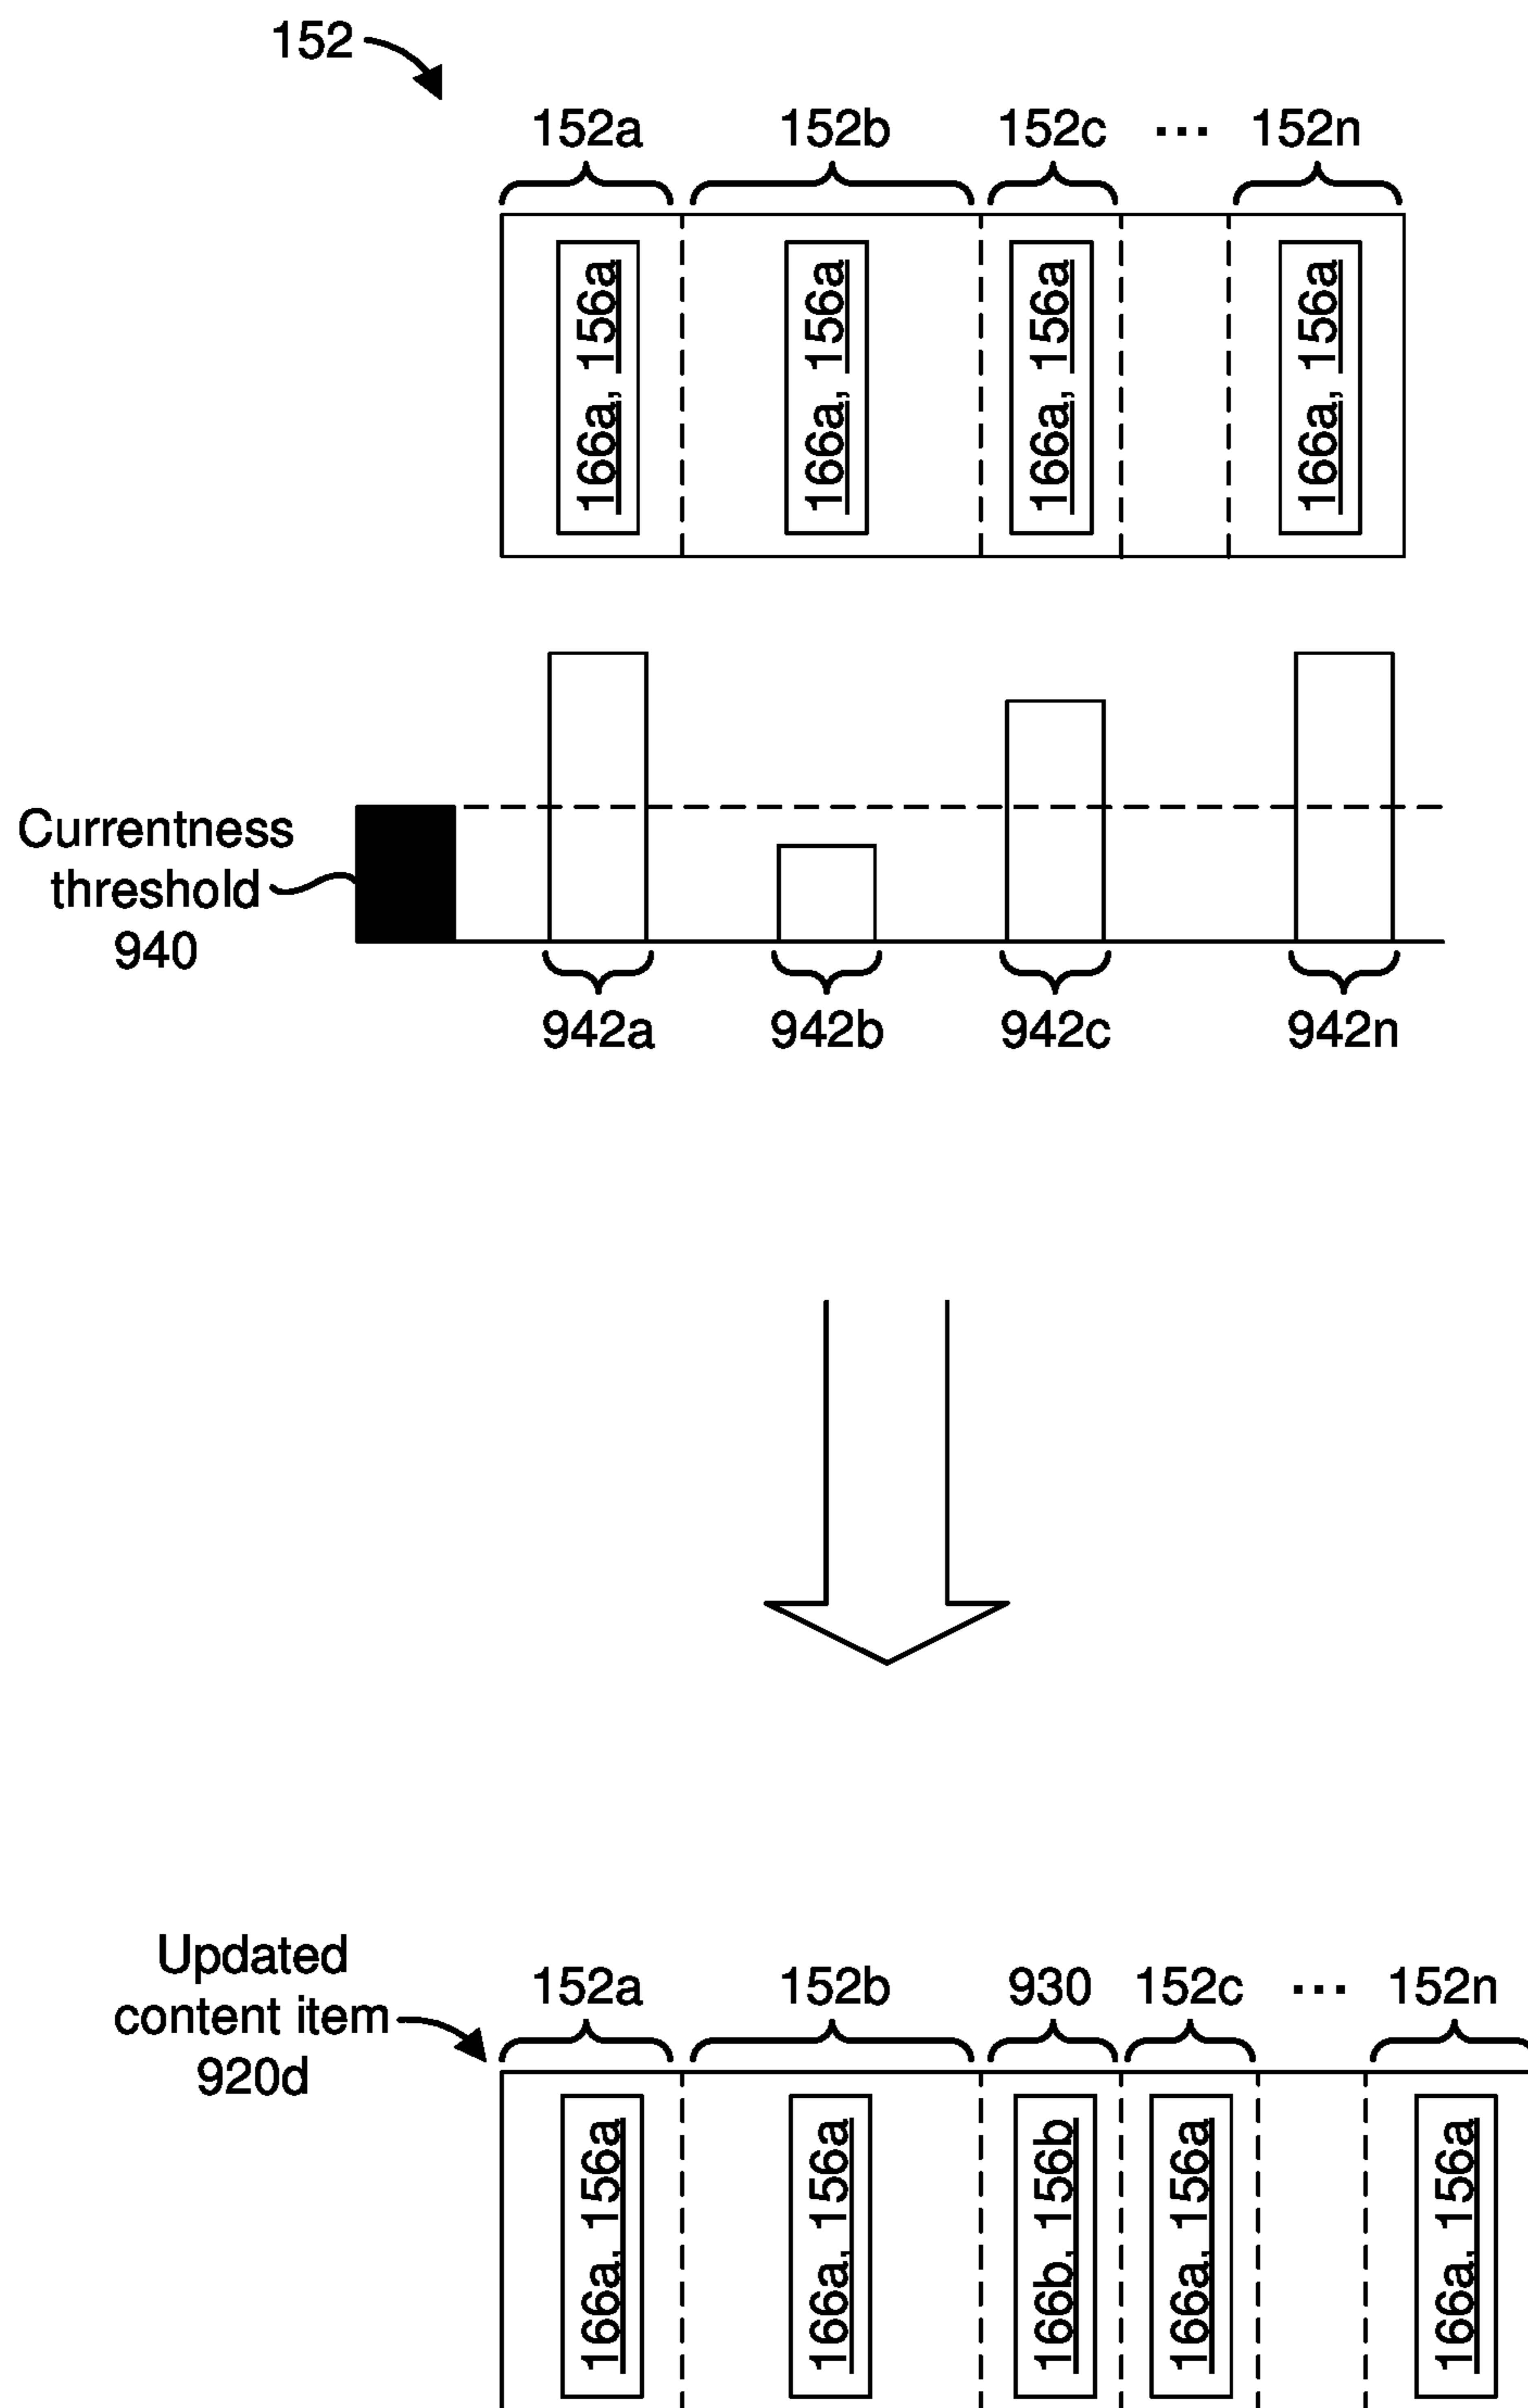 152
152a 152b 152c ... 152n
166a, 156a 166a, 156a 166a, 156a 166a, 156a
Currentness
threshold
940
942a 942b 942c 942n
Updated
content item
920d
152a 152b 930 152c ... 152n
166a, 156a 166a, 156a 166b, 156b 166a, 156a 166a, 156a